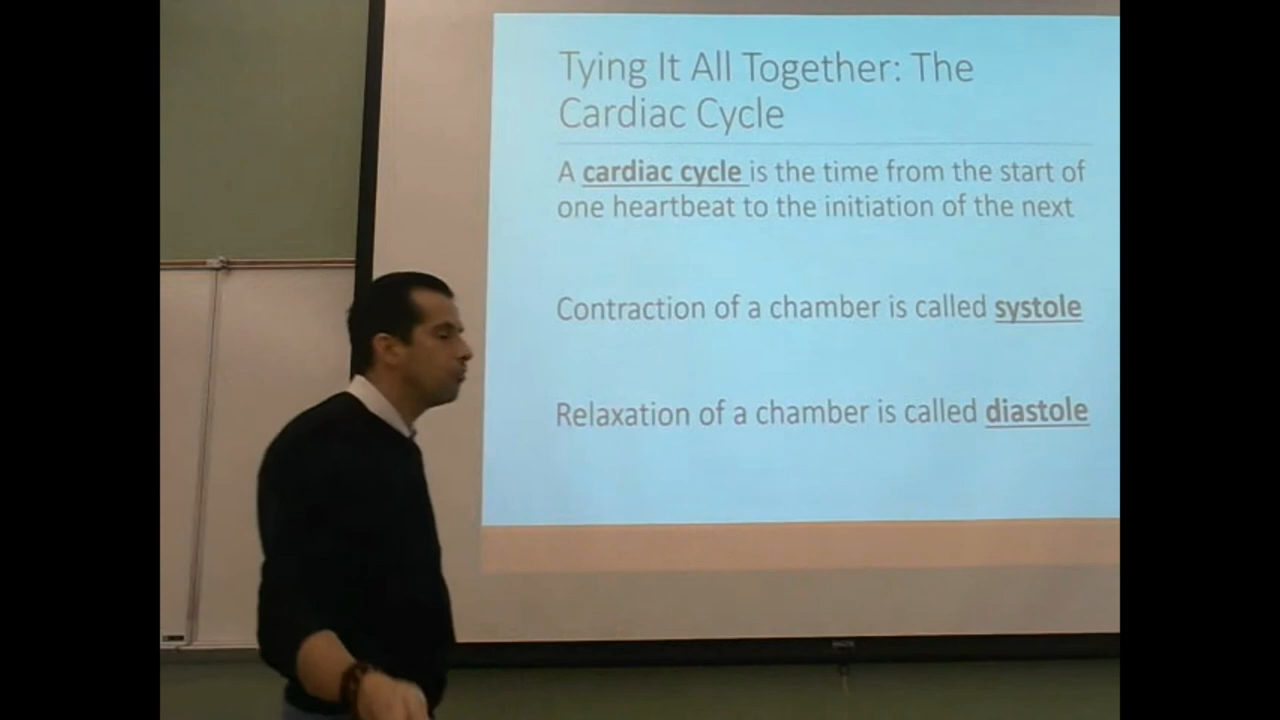 Tying It All Together: The
Cardiac Cycle
A cardiac cycle is the time from the start of
one heartbeat to the initiation of the next
Contraction of a chamber is called systole
Relaxation of a chamber is called diastole